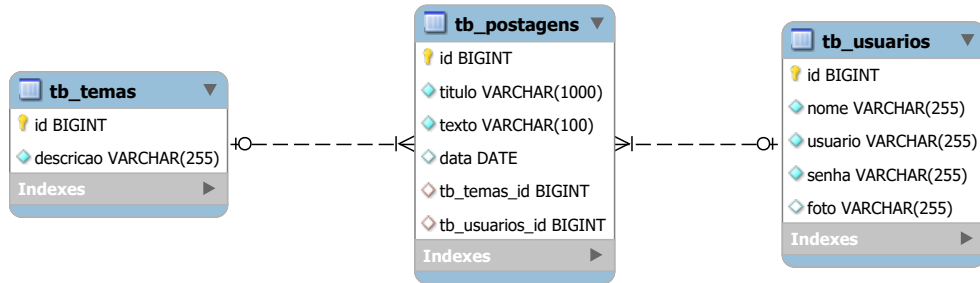 tb_temas
id BIGINT
descricao VARCHAR(255)
Indexes
tb_postagens
id BIGINT
titulo VARCHAR(1000)
texto VARCHAR(100)
data DATE
tb_temas_id BIGINT
tb_usuarios_id BIGINT
Indexes
tb_usuarios
id BIGINT
nome VARCHAR(255)
usuario VARCHAR(255)
senha VARCHAR(255)
foto VARCHAR(255)
Indexes